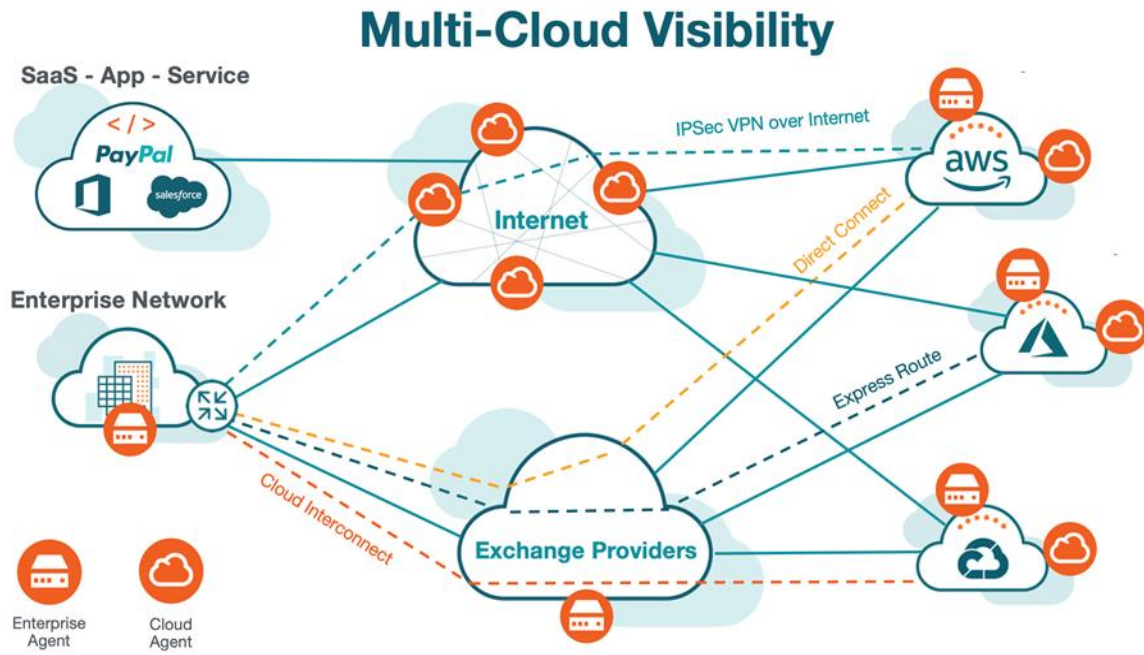 Multi-Cloud Visibility
SaaS - App - Service
</>
PayPal
salesforce
IPSec VPN over Internet
aws
Internet
Direct Connect
Enterprise Network
Express Route
Cloud Interconnect
Exchange Providers
Enterprise
Agent
Cloud
Agent